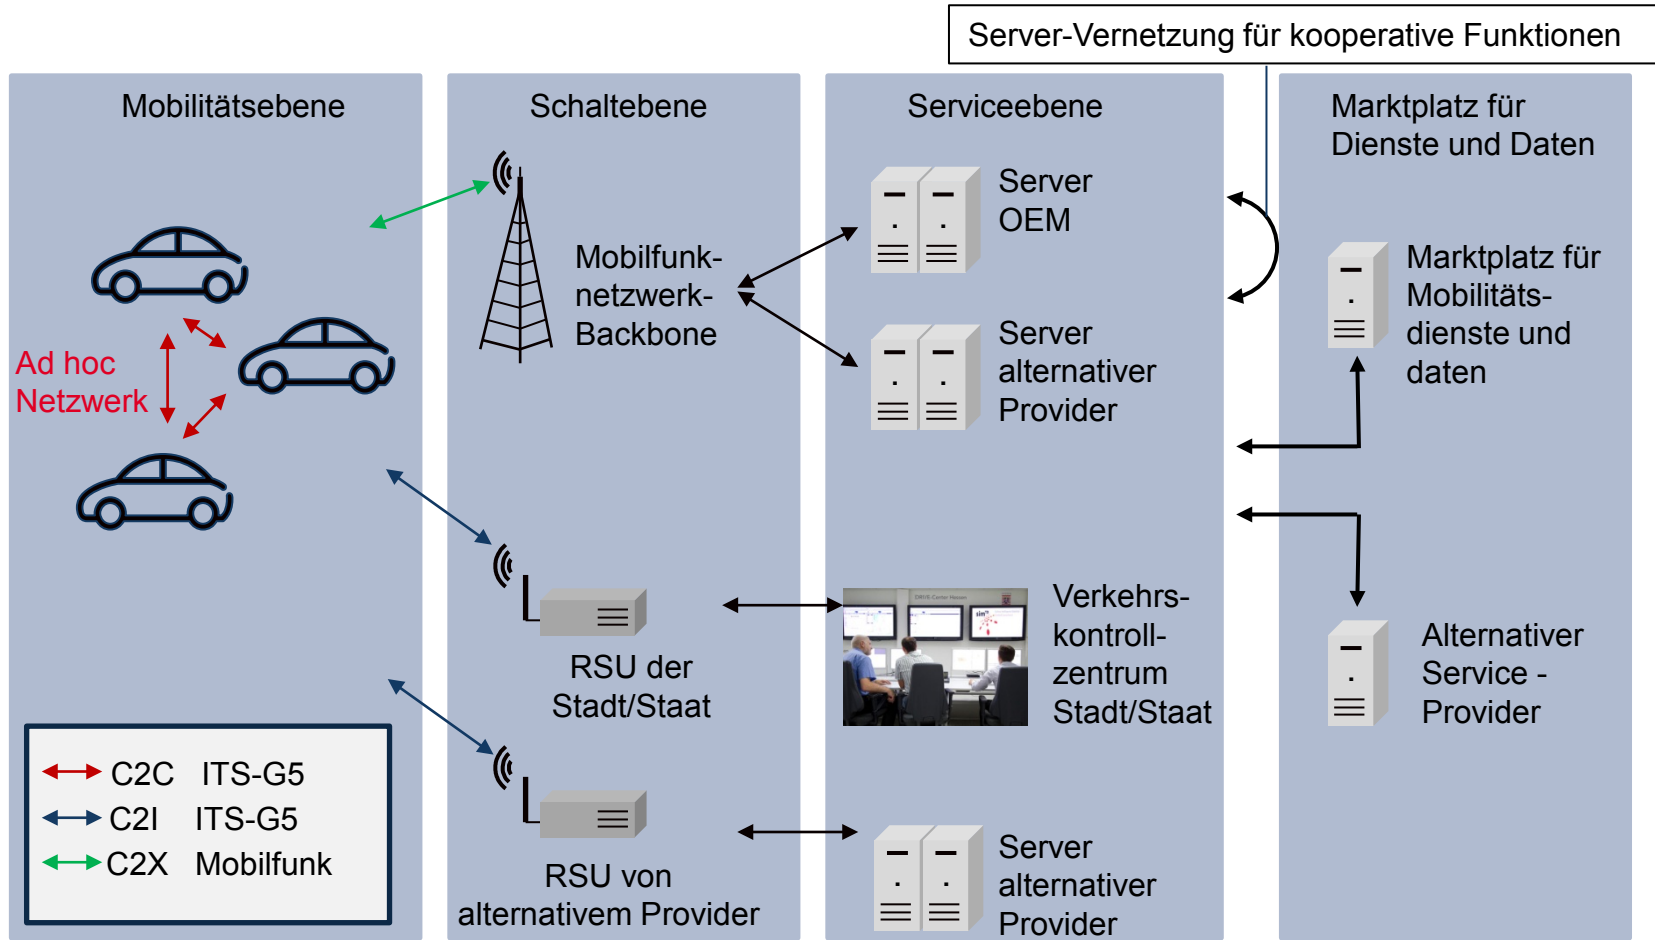 Server-Vernetzung für kooperative Funktionen
Mobilitätsebene
Ad hoc
Netzwerk
C2C ITS-G5
C2I ITS-G5
C2X Mobilfunk
Schaltebene
Mobilfunk-
netzwerk-
Backbone
RSU der
Stadt/Staat
RSU von
alternativem Provider
Serviceebene
Server
OEM
Server
alternativer
Provider
Verkehrs-
kontroll-
zentrum
Stadt/Staat
Server
alternativer
Provider
Marktplatz für
Dienste und Daten
Marktplatz für
Mobilitäts-
dienste und
daten
Alternativer
Service -
Provider